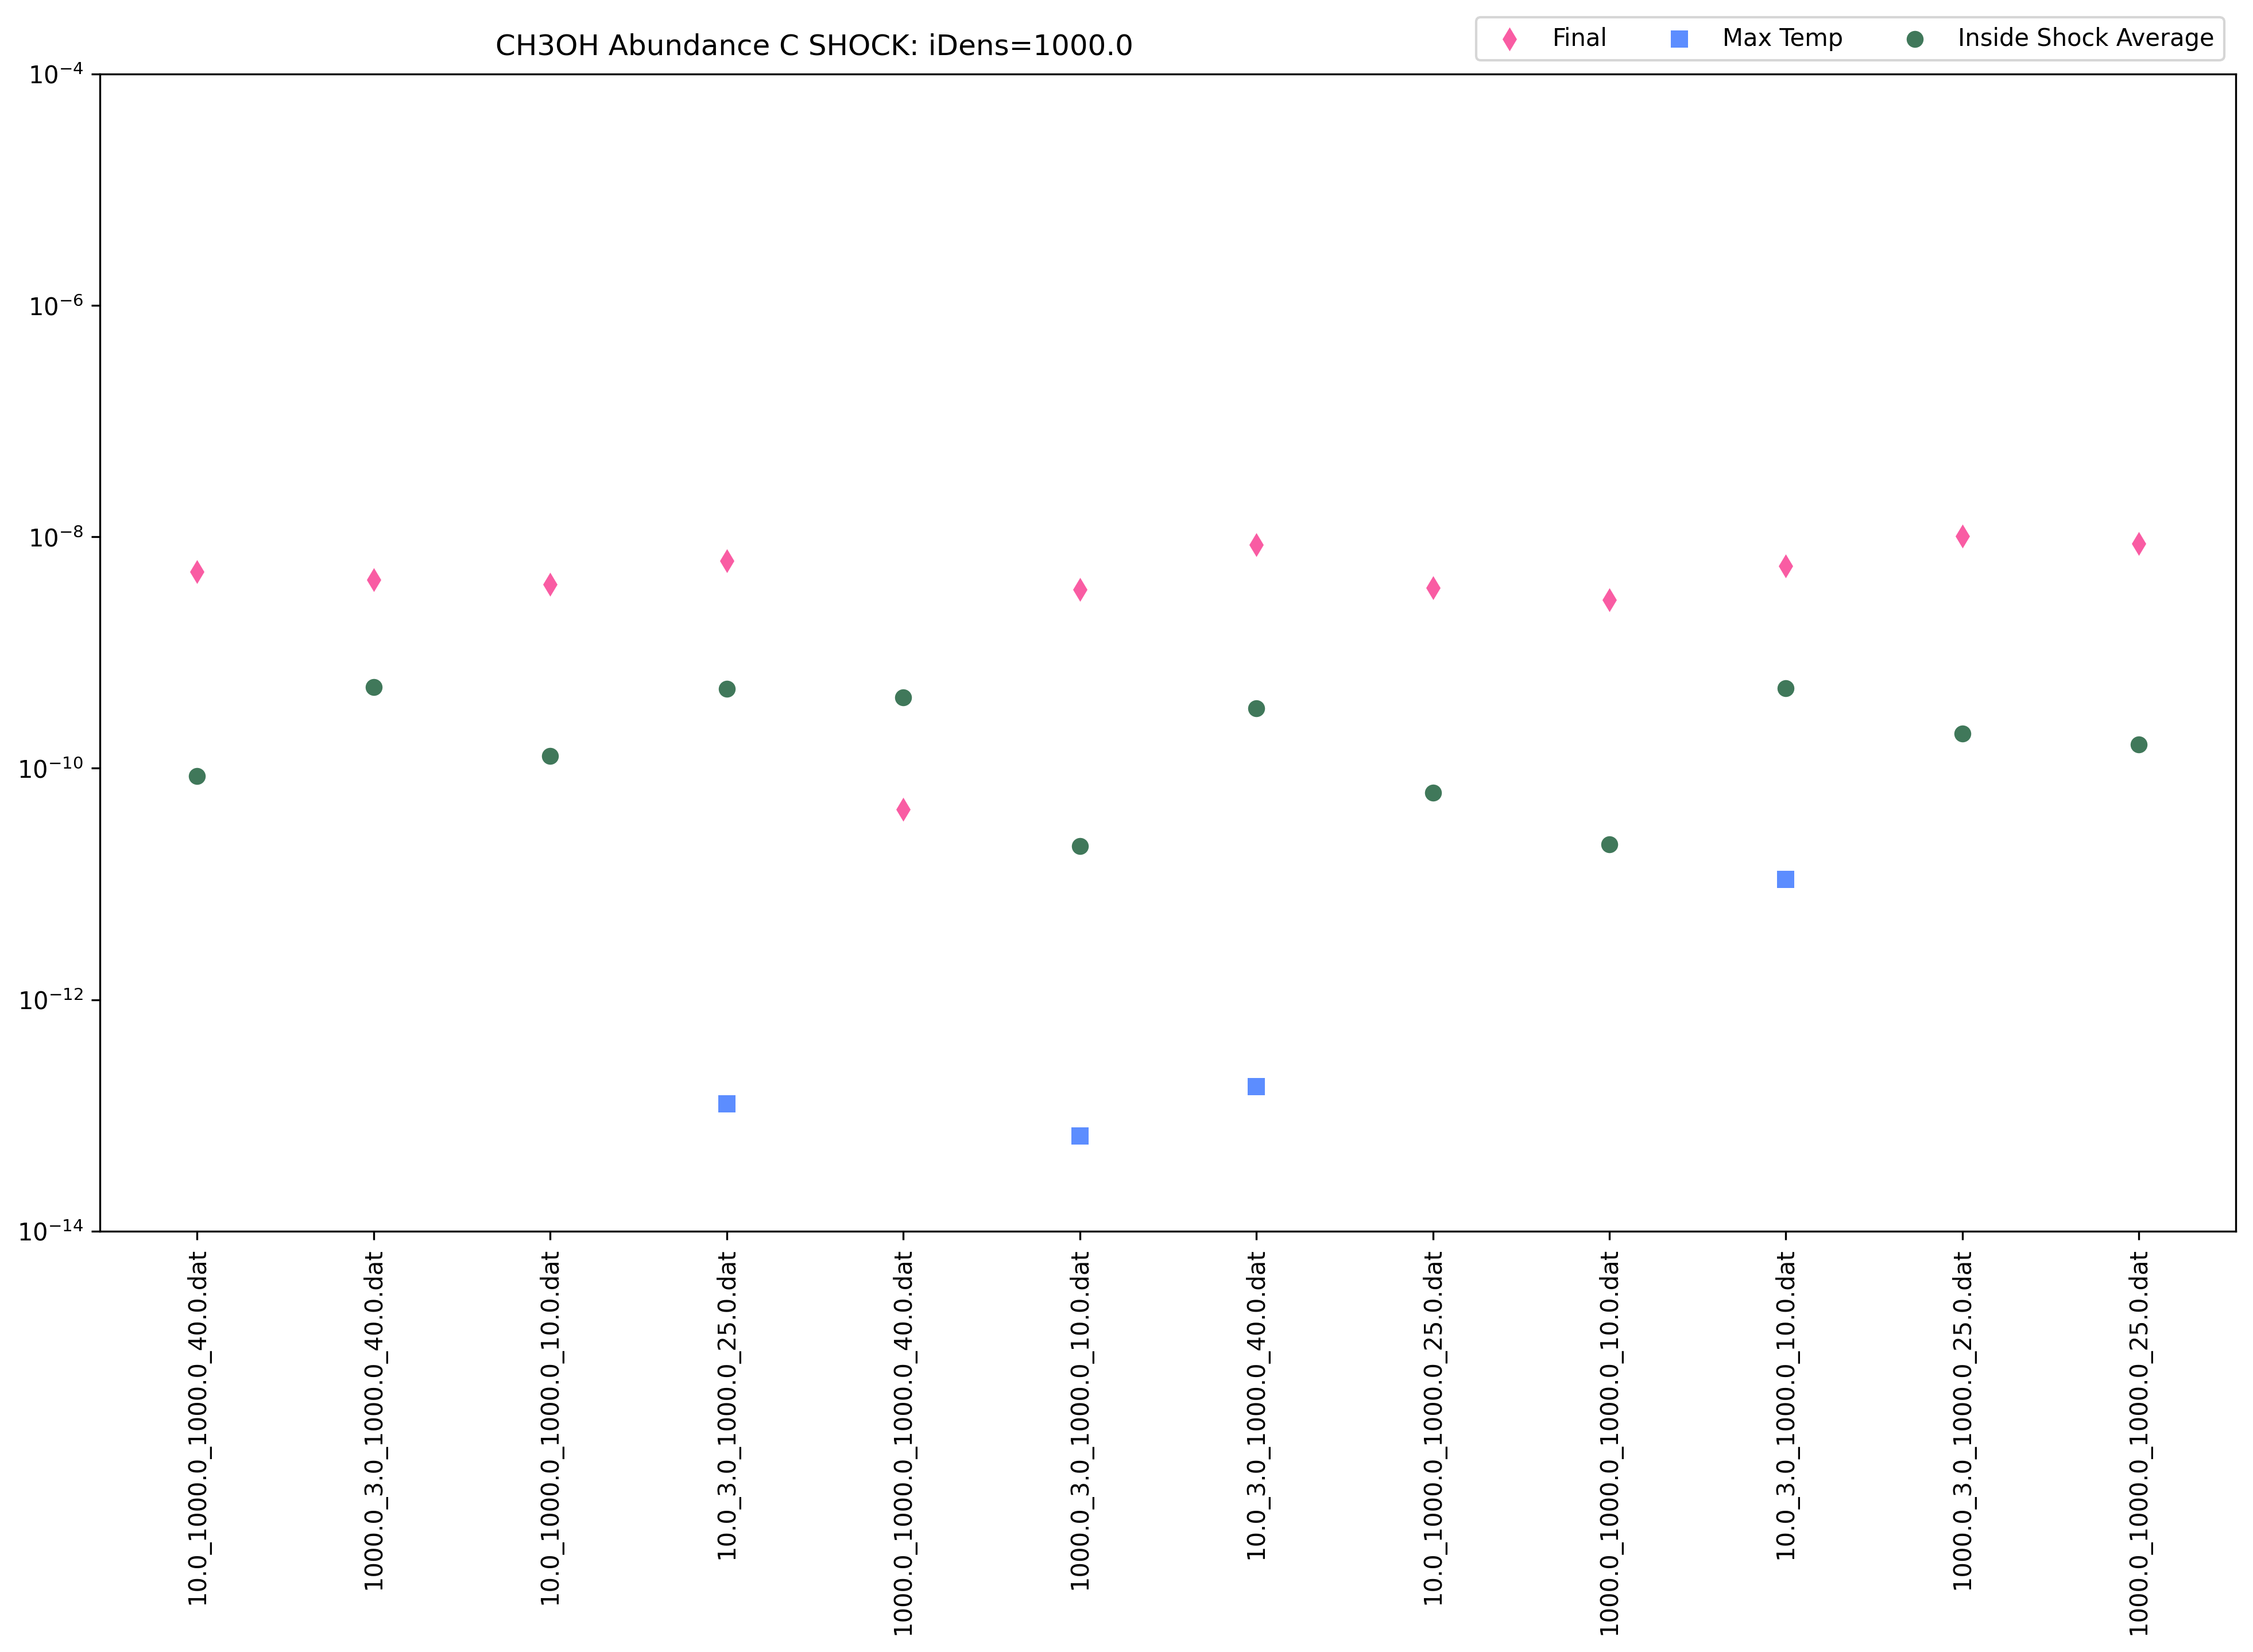 CH3OH Abundance C SHOCK: iDens=1000.0
Final
Max Temp
Inside Shock Average
10⁻⁴
10⁻⁶
10⁻⁸
10⁻¹⁰
10⁻¹²
10⁻¹⁴
10.0_1000.0_1000.0_40.0.dat
1000.0_3.0_1000.0_40.0.dat
10.0_1000.0_1000.0_10.0.dat
10.0_3.0_1000.0_25.0.dat
1000.0_1000.0_1000.0_40.0.dat
1000.0_3.0_1000.0_10.0.dat
10.0_3.0_1000.0_40.0.dat
10.0_1000.0_1000.0_25.0.dat
1000.0_1000.0_1000.0_10.0.dat
10.0_3.0_1000.0_10.0.dat
1000.0_3.0_1000.0_25.0.dat
1000.0_1000.0_1000.0_25.0.dat